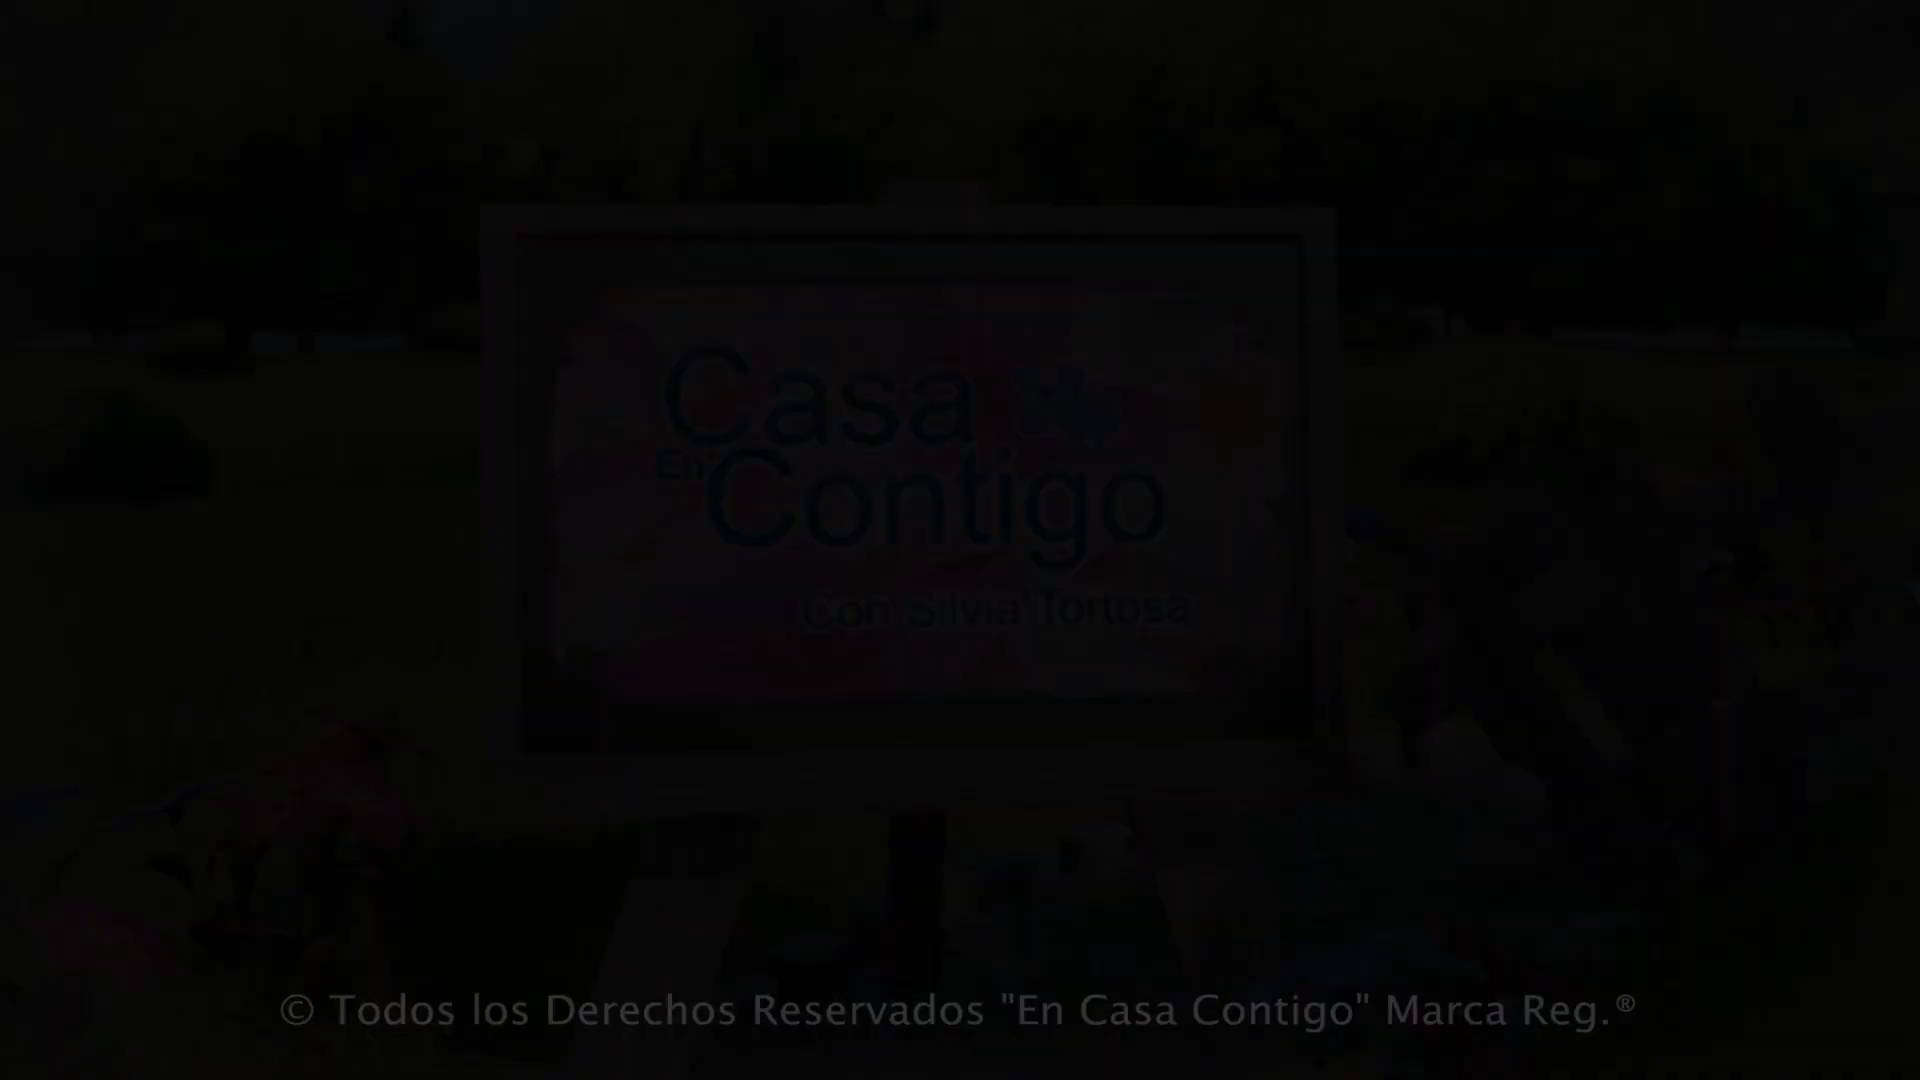 Casa
En Contigo
Con Silvia Tortosa
© Todos los Derechos Reservados "En Casa Contigo" Marca Reg.®